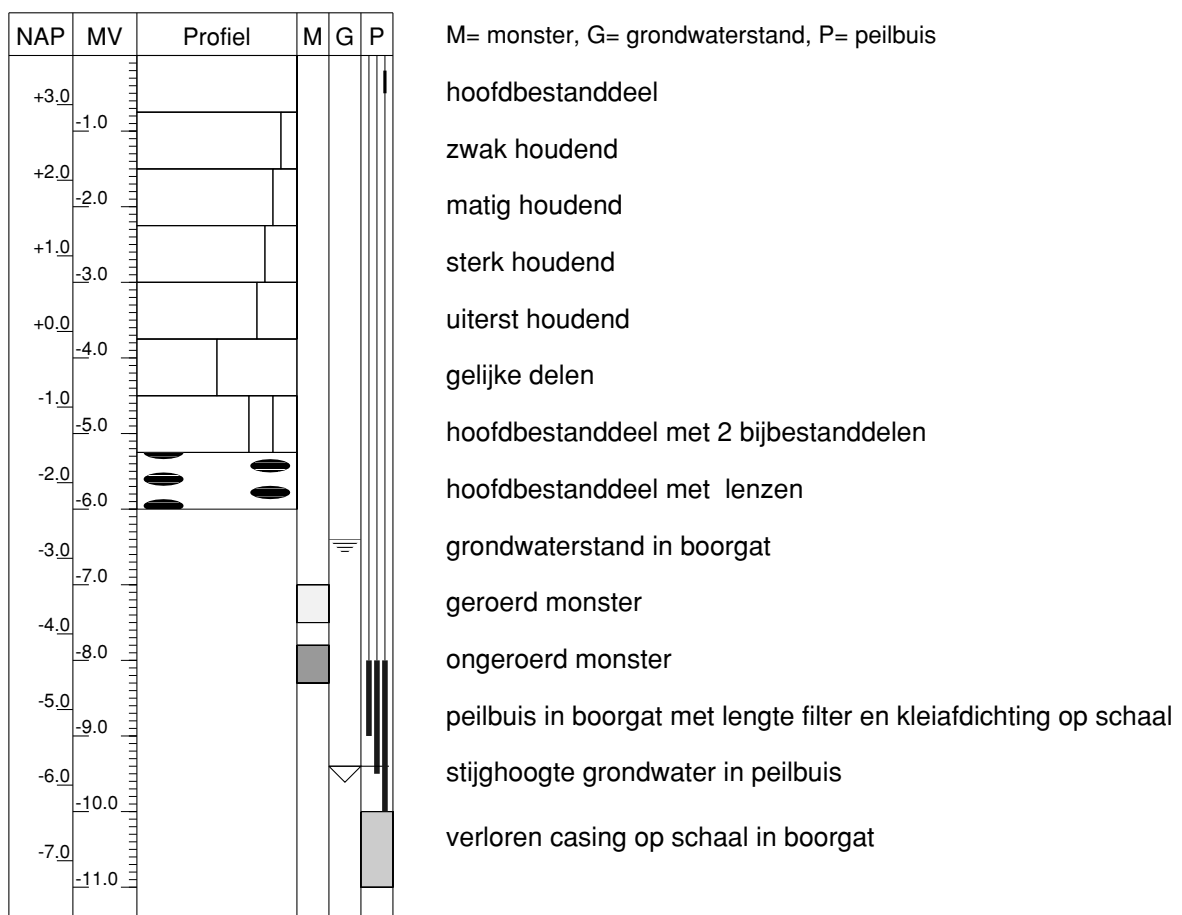 NAP MV Profiel M G P M= monster, G= grondwaterstand, P= peilbuis
hoofdbestanddeel
+3.0
-1.0
zwak houdend
+2.0
-2.0
matig houdend
+1.0
sterk houdend
-3.0
+0.0
uiterst houdend
-4.0
gelijke delen
-1.0
-5.0
hoofdbestanddeel met 2 bijbestanddelen
-2.0
hoofdbestanddeel met lenzen
-6.0
-3.0
grondwaterstand in boorgat
-7.0
geroerd monster
-4.0
-8.0
ongeroerd monster
-5.0
peilbuis in boorgat met lengte filter en kleiafdichting op schaal
-9.0
stijghoogte grondwater in peilbuis
-6.0
-10.0
verloren casing op schaal in boorgat
-7.0
-11.0